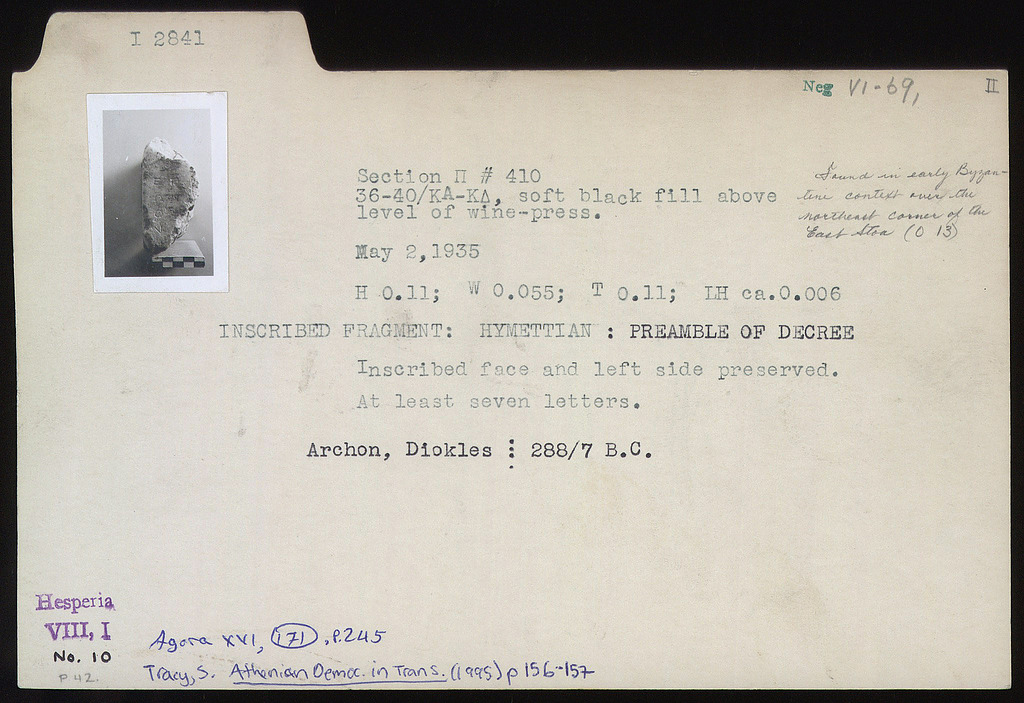 I 2841
Neg VI-69,
II
Section Π # 410
36-40/ΚΑ-ΚΔ, soft black fill above
level of wine-press.
Found in early Byzan-
tine context over the
northeast corner of the
East Stoa (O 13)
May 2, 1935
H 0.11; W 0.055; T 0.11; LH ca.0.006
INSCRIBED FRAGMENT: HYMETTIAN : PREAMBLE OF DECREE
Inscribed face and left side preserved.
At least seven letters.
Archon, Diokles : 288/7 B.C.
Hesperia
VIII, I
No. 10
P 42.
Agora XVI, 171, P.245
Tracy, S. Athenian Democ. in Trans. (1995) p 156-157